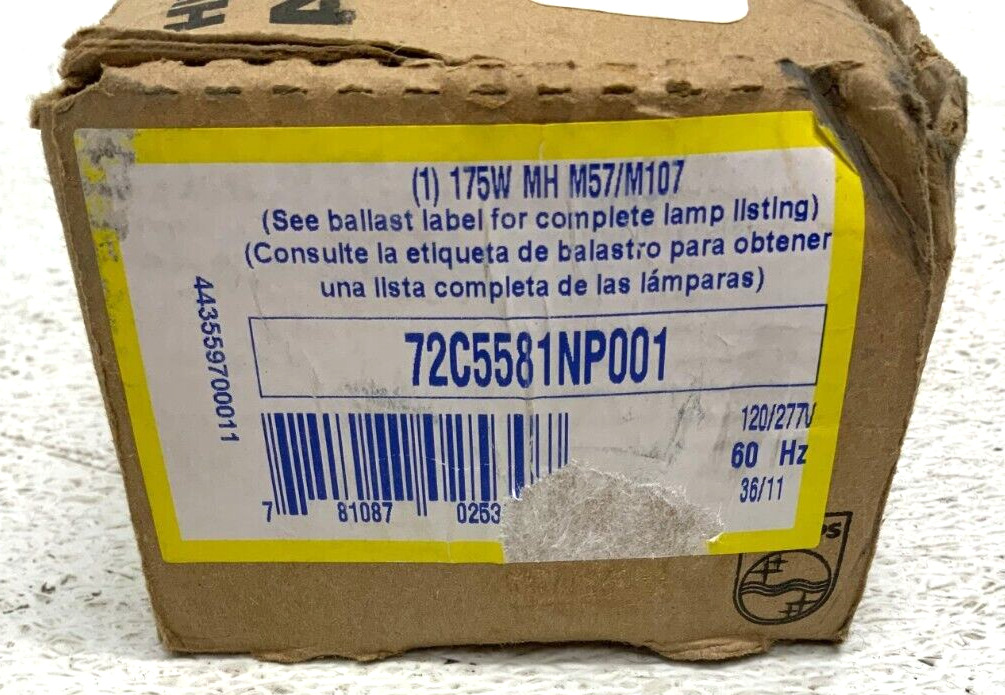 (1) 175W MH M57/M107
(See ballast label for complete lamp listing)
(Consulte la etiqueta de balastro para obtener
una lista completa de las lámparas)
443559700011
72C5581NP001
120/277V
60 Hz
36/11
7 81087 0253